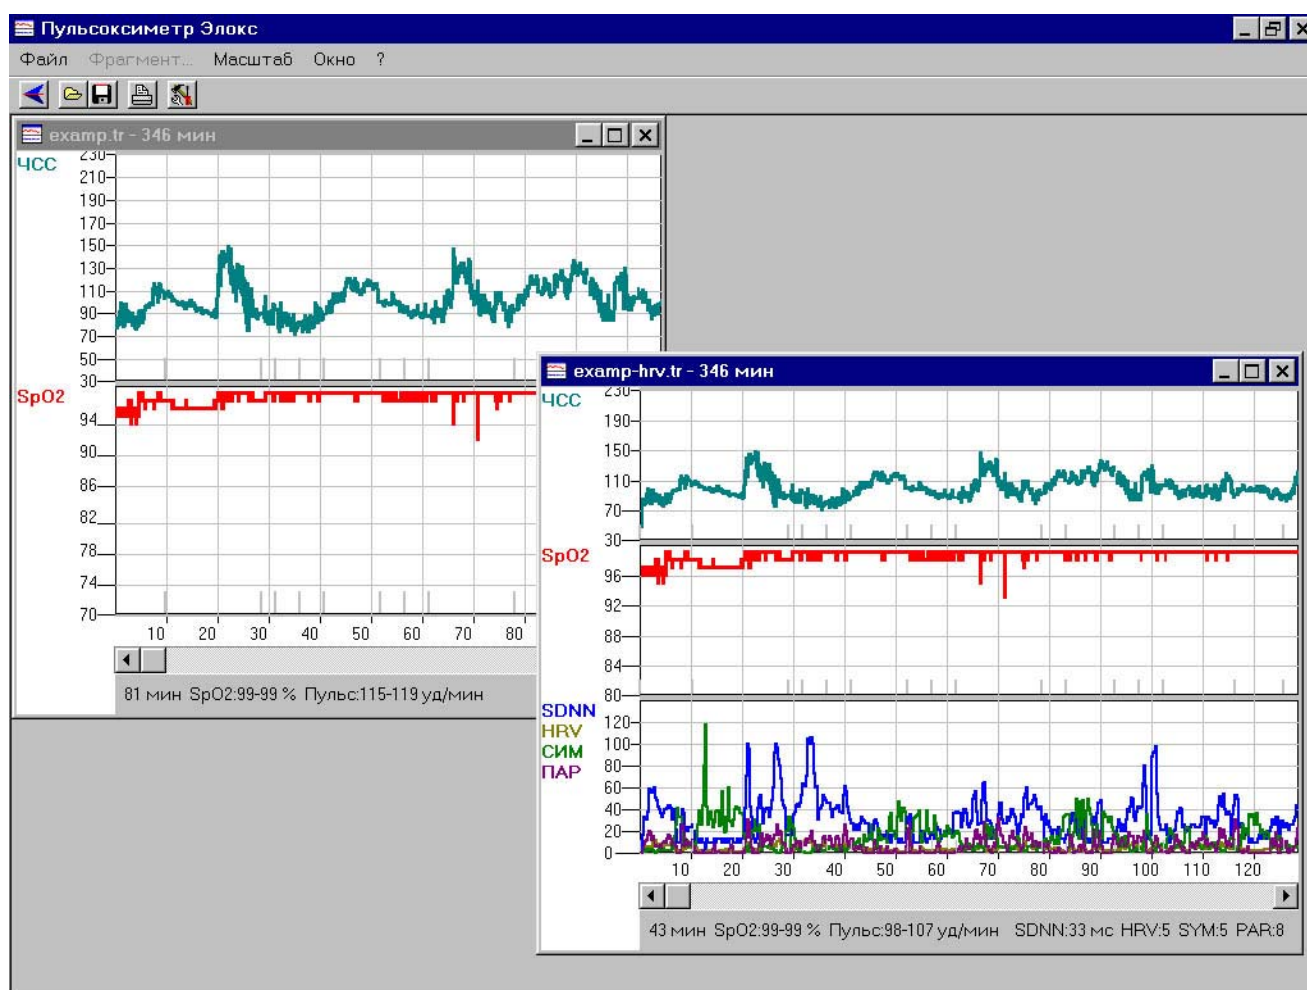 Пульсоксиметр Элокс
Файл Фрагмент... Масштаб Окно ?
examp.tr - 346 мин
ЧСС
230
210
190
170
150
130
110
90
70
50
30
SpO2
94
90
86
82
78
74
70
10 20 30 40 50 60 70 80
81 мин SpO2:99-99 % Пульс:115-119 уд/мин
examp-hrv.tr - 346 мин
ЧСС
230
190
150
110
70
30
SpO2
96
92
88
84
80
SDNN
HRV
СИМ
ПАР
120
100
80
60
40
20
0
10 20 30 40 50 60 70 80 90 100 110 120
43 мин SpO2:99-99 % Пульс:98-107 уд/мин SDNN:33 мс HRV:5 SYM:5 PAR:8